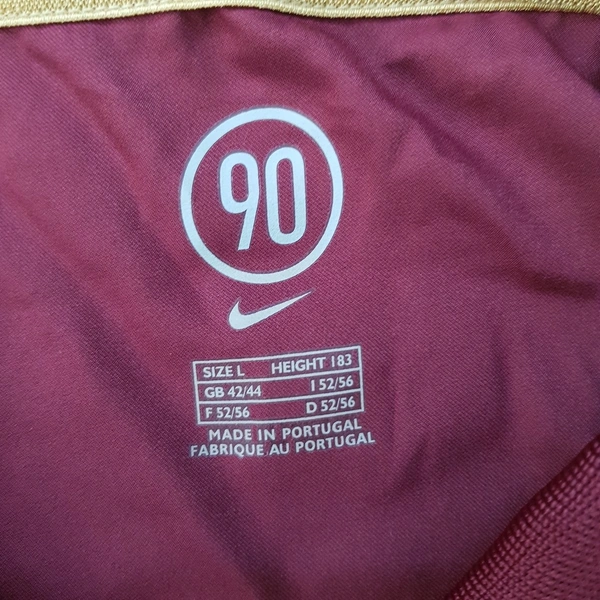 90
SIZE L HEIGHT 183
GB 42/44 I 52/56
F 52/56 D 52/56
MADE IN PORTUGAL
FABRIQUE AU PORTUGAL